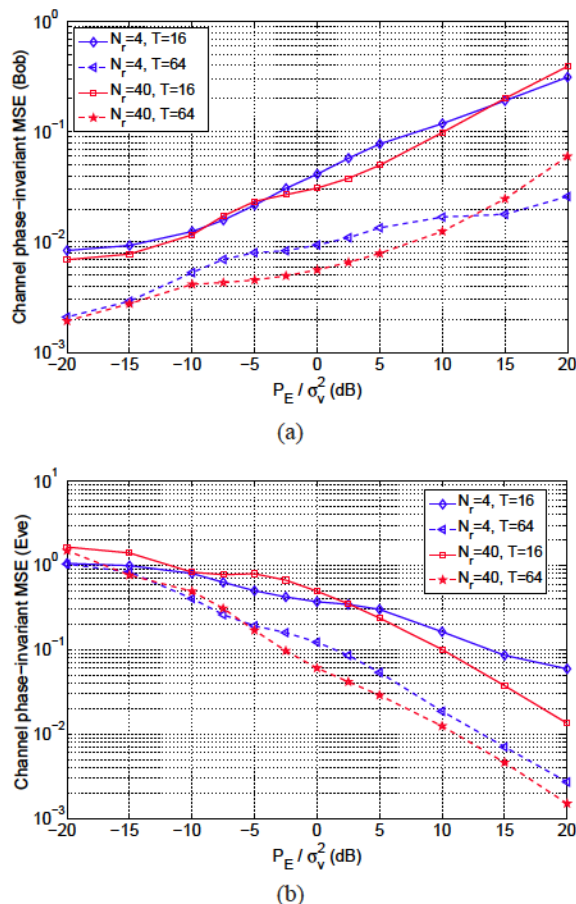 10^0
10^-1
10^-2
10^-3
Channel phase-invariant MSE (Bob)
N_r=4, T=16
N_r=4, T=64
N_r=40, T=16
N_r=40, T=64
-20 -15 -10 -5 0 5 10 15 20
P_E / σ_v^2 (dB)
(a)
10^1
10^0
10^-1
10^-2
10^-3
Channel phase-invariant MSE (Eve)
N_r=4, T=16
N_r=4, T=64
N_r=40, T=16
N_r=40, T=64
-20 -15 -10 -5 0 5 10 15 20
P_E / σ_v^2 (dB)
(b)